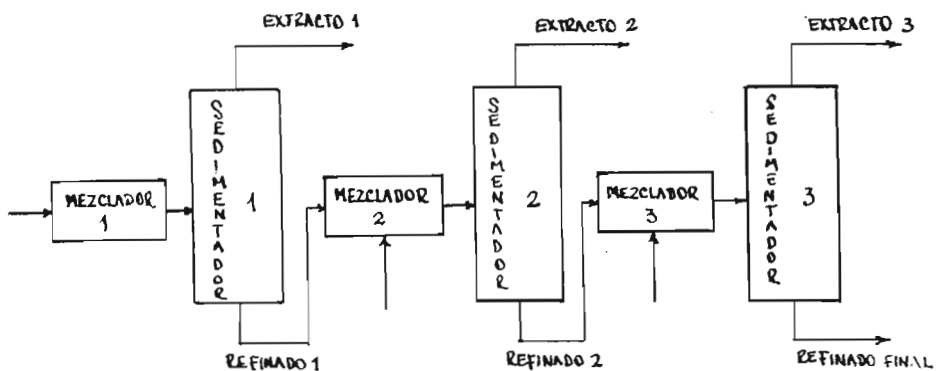 EXTRACTO 1
EXTRACTO 2
EXTRACTO 3
MEZCLADOR
1
SEDIMENTADOR
1
MEZCLADOR
2
SEDIMENTADOR
2
MEZCLADOR
3
SEDIMENTADOR
3
REFINADO 1
REFINADO 2
REFINADO FINAL